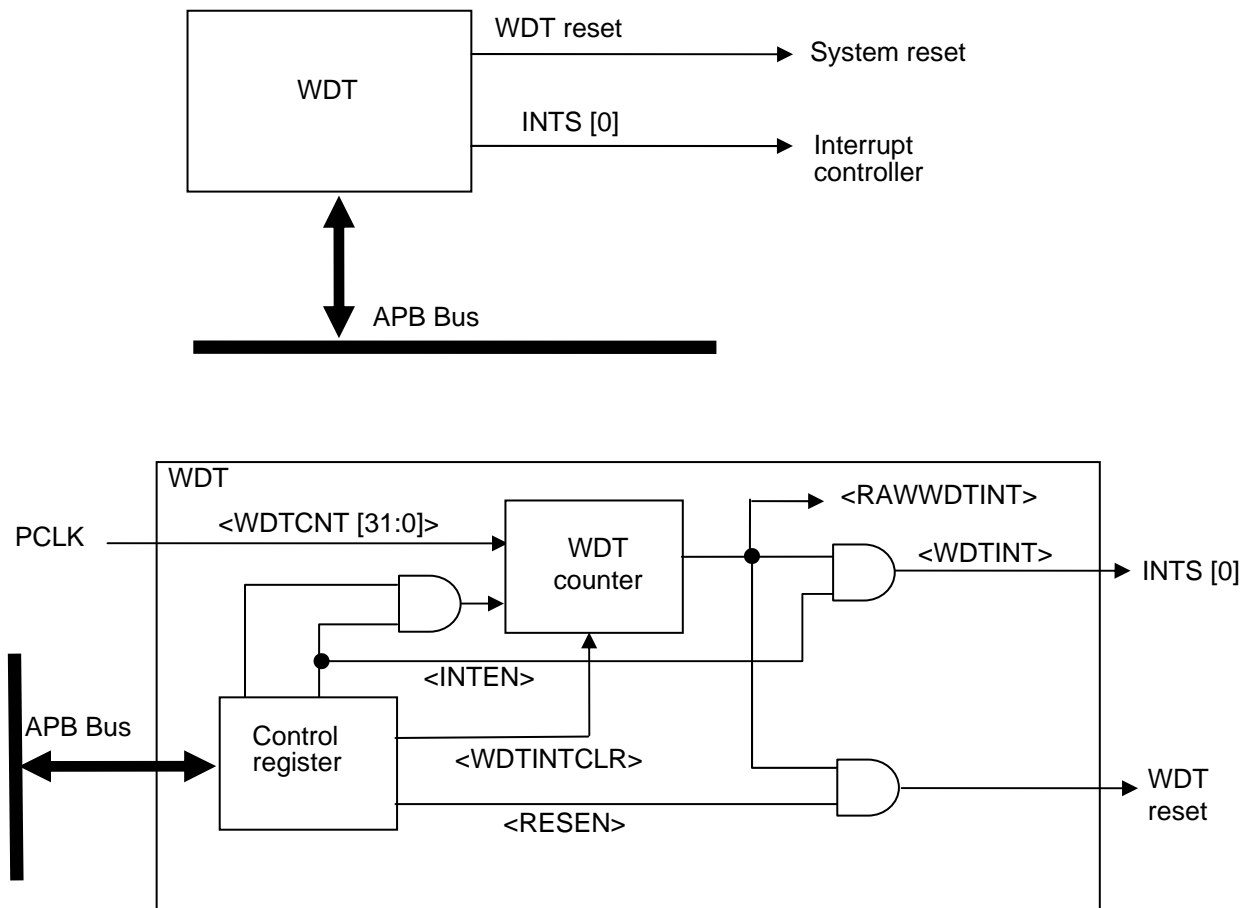 WDT reset
System reset
WDT
INTS [0]
Interrupt
controller
APB Bus
WDT
<RAWWDTINT>
<WDTCNT [31:0]>
PCLK
WDT
counter
<WDTINT>
INTS [0]
<INTEN>
APB Bus
Control
register
<WDTINTCLR>
WDT
reset
<RESEN>